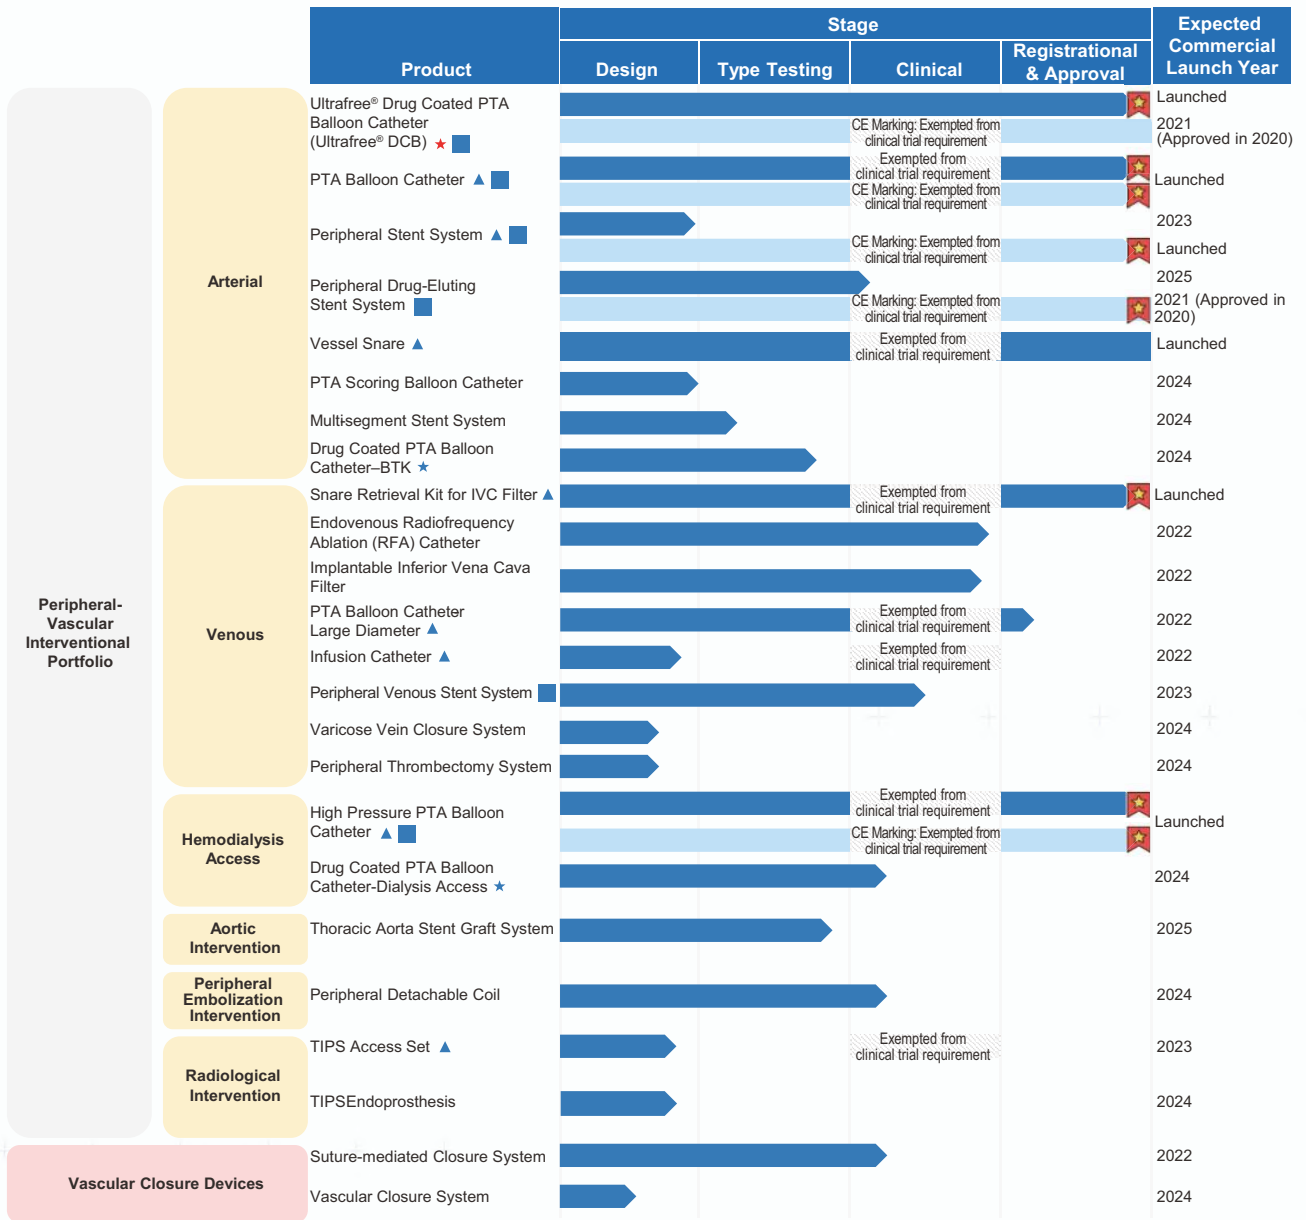 Product
Stage
Design
Type Testing
Clinical
Registrational
& Approval
Expected
Commercial
Launch Year
Peripheral-
Vascular
Interventional
Portfolio
Arterial
Ultrafree® Drug Coated PTA
Balloon Catheter
(Ultrafree® DCB)
Launched
CE Marking: Exempted from
clinical trial requirement
2021
(Approved in 2020)
PTA Balloon Catheter
Exempted from
clinical trial requirement
CE Marking: Exempted from
clinical trial requirement
Launched
Peripheral Stent System
2023
CE Marking: Exempted from
clinical trial requirement
Launched
Peripheral Drug-Eluting
Stent System
2025
CE Marking: Exempted from
clinical trial requirement
2021 (Approved in
2020)
Vessel Snare
Exempted from
clinical trial requirement
Launched
PTA Scoring Balloon Catheter
2024
Multi-segment Stent System
2024
Drug Coated PTA Balloon
Catheter–BTK
2024
Venous
Snare Retrieval Kit for IVC Filter
Exempted from
clinical trial requirement
Launched
Endovenous Radiofrequency
Ablation (RFA) Catheter
2022
Implantable Inferior Vena Cava
Filter
2022
PTA Balloon Catheter
Large Diameter
Exempted from
clinical trial requirement
2022
Infusion Catheter
Exempted from
clinical trial requirement
2022
Peripheral Venous Stent System
2023
Varicose Vein Closure System
2024
Peripheral Thrombectomy System
2024
Hemodialysis
Access
High Pressure PTA Balloon
Catheter
Exempted from
clinical trial requirement
CE Marking: Exempted from
clinical trial requirement
Launched
Drug Coated PTA Balloon
Catheter-Dialysis Access
2024
Aortic
Intervention
Thoracic Aorta Stent Graft System
2025
Peripheral
Embolization
Intervention
Peripheral Detachable Coil
2024
Radiological
Intervention
TIPS Access Set
Exempted from
clinical trial requirement
2023
TIPSEndoprosthesis
2024
Vascular Closure Devices
Suture-mediated Closure System
2022
Vascular Closure System
2024